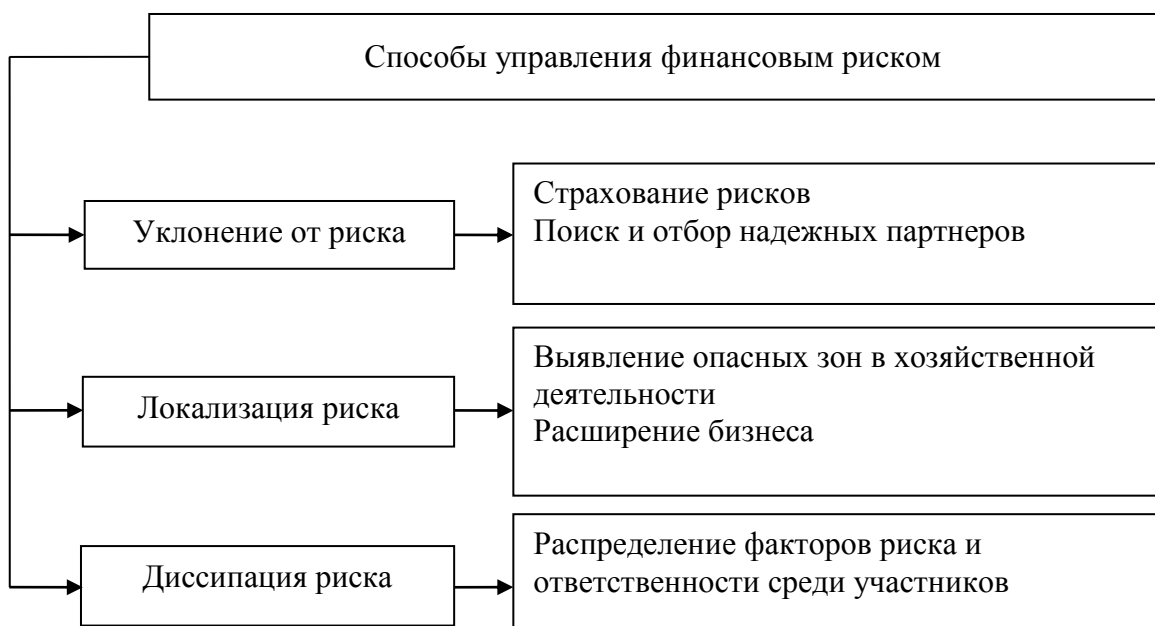 Способы управления финансовым риском
Уклонение от риска
Страхование рисков
Поиск и отбор надежных партнеров
Локализация риска
Выявление опасных зон в хозяйственной
деятельности
Расширение бизнеса
Диссипация риска
Распределение факторов риска и
ответственности среди участников